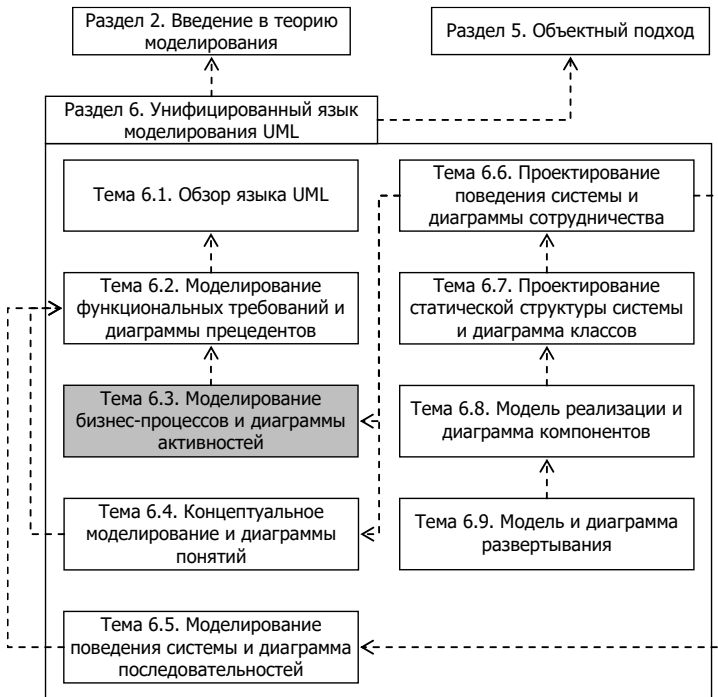 Раздел 2. Введение в теорию
моделирования
Раздел 5. Объектный подход
Раздел 6. Унифицированный язык
моделирования UML
Тема 6.1. Обзор языка UML
Тема 6.6. Проектирование
поведения системы и
диаграммы сотрудничества
Тема 6.2. Моделирование
функциональных требований и
диаграммы прецедентов
Тема 6.7. Проектирование
статической структуры системы
и диаграмма классов
Тема 6.3. Моделирование
бизнес-процессов и диаграммы
активностей
Тема 6.8. Модель реализации и
диаграмма компонентов
Тема 6.4. Концептуальное
моделирование и диаграммы
понятий
Тема 6.9. Модель и диаграмма
развертывания
Тема 6.5. Моделирование
поведения системы и диаграмма
последовательностей